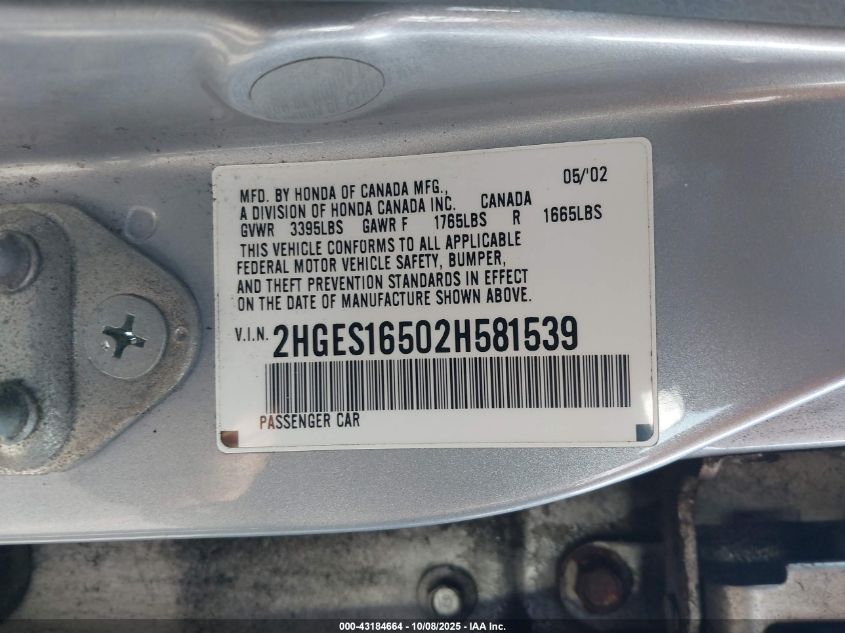 05/'02
MFD. BY HONDA OF CANADA MFG.,
A DIVISION OF HONDA CANADA INC. CANADA
GVWR 3395LBS GAWR F 1765LBS R 1665LBS
THIS VEHICLE CONFORMS TO ALL APPLICABLE
FEDERAL MOTOR VEHICLE SAFETY, BUMPER,
AND THEFT PREVENTION STANDARDS IN EFFECT
ON THE DATE OF MANUFACTURE SHOWN ABOVE.
V.I.N. 2HGES16502H581539
PASSENGER CAR
000-43184664 - 10/08/2025 - IAA Inc.